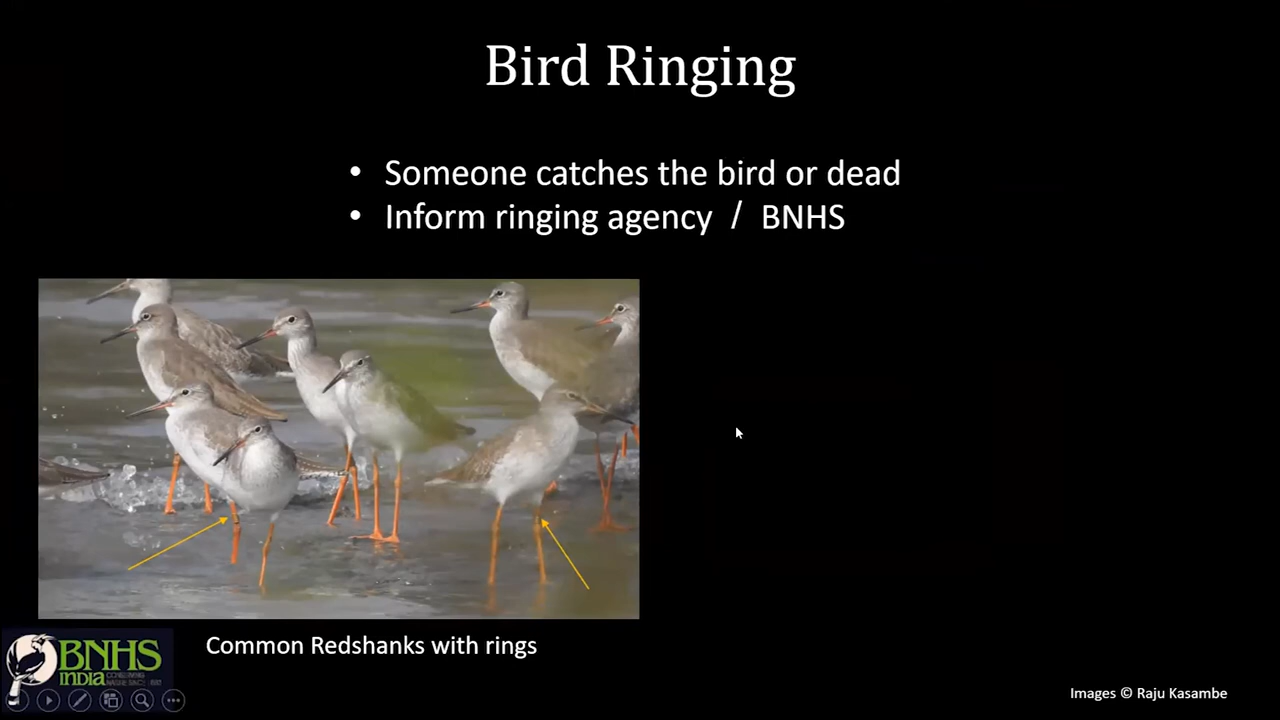 Bird Ringing
• Someone catches the bird or dead
• Inform ringing agency / BNHS
Common Redshanks with rings
BNHS
INDIA
Images © Raju Kasambe